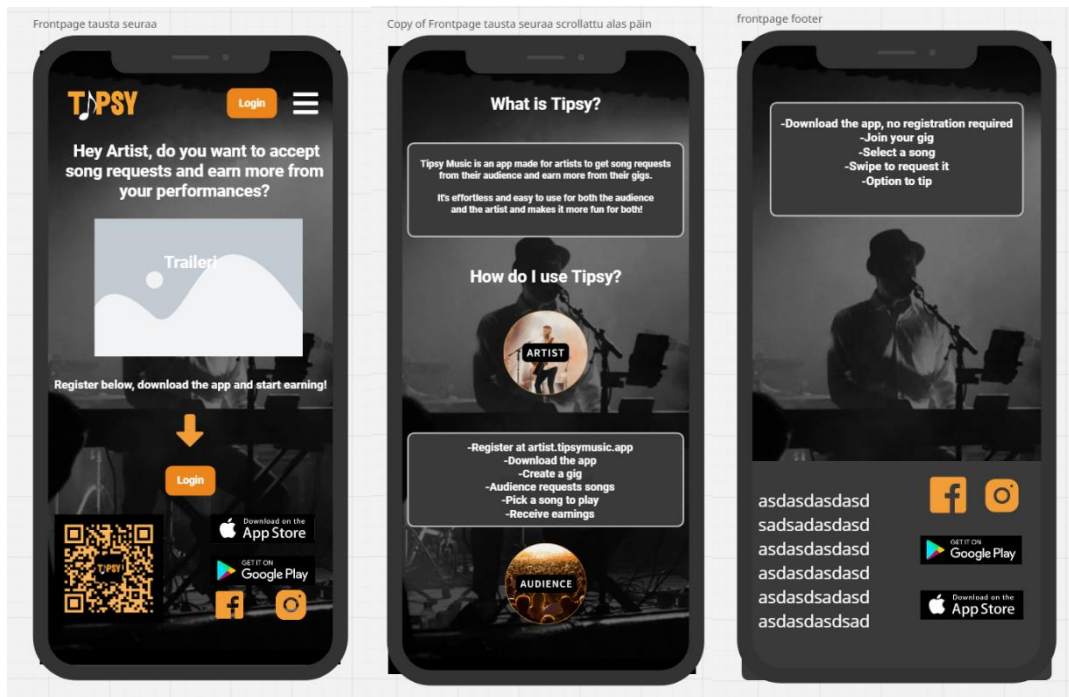 Frontpage tausta seuraa
TIPSY
Login
Hey Artist, do you want to accept
song requests and earn more from
your performances?
Traileri
Register below, download the app and start earning!
Login
TIPSY
Download on the
App Store
GET IT ON
Google Play
Copy of Frontpage tausta seuraa scrollattu alas päin
What is Tipsy?
Tipsy Music is an app made for artists to get song requests
from their audience and earn more from their gigs.
It's effortless and easy to use for both the audience
and the artist and makes it more fun for both!
How do I use Tipsy?
ARTIST
-Register at artist.tipsymusic.app
-Download the app
-Create a gig
-Audience requests songs
-Pick a song to play
-Receive earnings
AUDIENCE
frontpage footer
-Download the app, no registration required
-Join your gig
-Select a song
-Swipe to request it
-Option to tip
asdasdasdasd
sadsadasdasd
asdasdasdasd
asdasdasdasd
asdasdsadasd
asdasdasdsad
GET IT ON
Google Play
Download on the
App Store